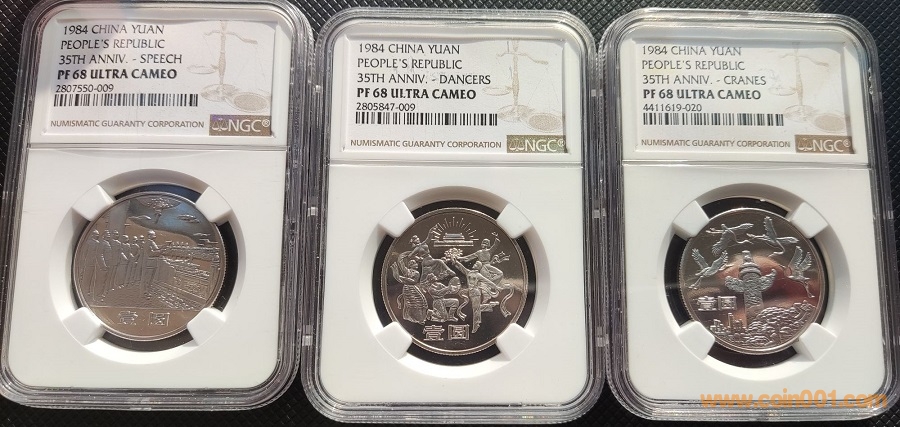 1984 CHINA YUAN
PEOPLE'S REPUBLIC
35TH ANNIV. - SPEECH
PF 68 ULTRA CAMEO
2807550-009
NUMISMATIC GUARANTY CORPORATION NGC®
壹圆
1984 CHINA YUAN
PEOPLE'S REPUBLIC
35TH ANNIV. - DANCERS
PF 68 ULTRA CAMEO
2805847-009
NUMISMATIC GUARANTY CORPORATION NGC®
壹圆
1984 CHINA YUAN
PEOPLE'S REPUBLIC
35TH ANNIV. - CRANES
PF 68 ULTRA CAMEO
4411619-020
NUMISMATIC GUARANTY CORPORATION NGC®
壹圆
www.coin001.com